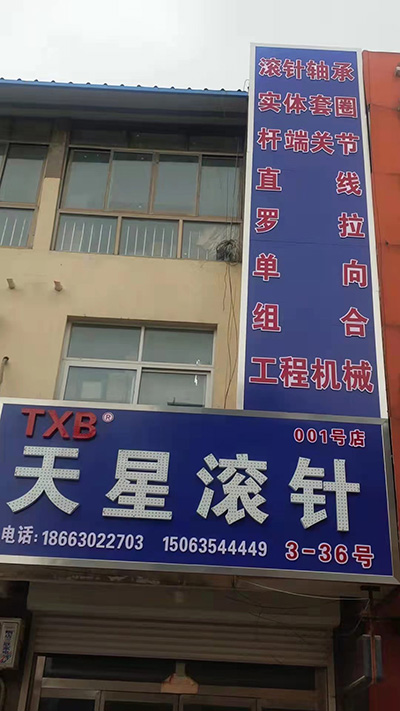 滚针轴承
实体套圈
杆端关节
直线
罗拉
单向
组合
工程机械
TXB®
001号店
天星滚针
电话:18663022703 15063544449 3-36号